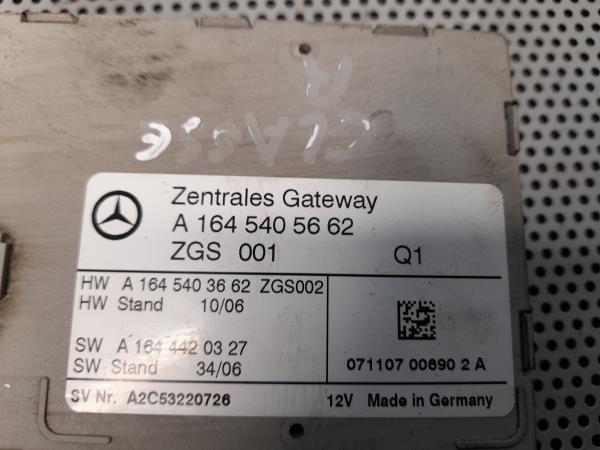 CLASSE
R
Zentrales Gateway
A 164 540 56 62
ZGS 001 Q1
HW A 164 540 36 62 ZGS002
HW Stand 10/06
SW A 164 442 03 27
SW Stand 34/06
071107 00690 2 A
SV Nr. A2C53220726 12V Made in Germany